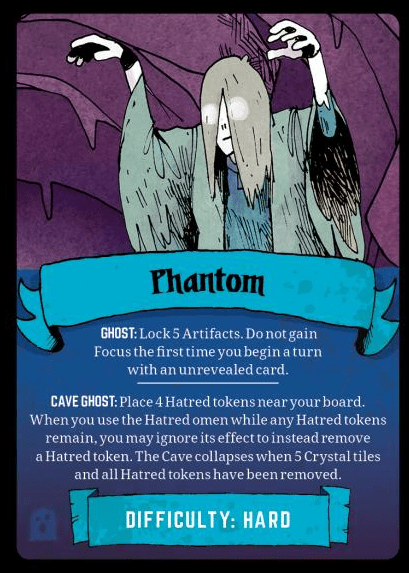 Phantom
GHOST: Lock 5 Artifacts. Do not gain
Focus the first time you begin a turn
with an unrevealed card.
CAVE GHOST: Place 4 Hatred tokens near your board.
When you use the Hatred omen while any Hatred tokens
remain, you may ignore its effect to instead remove
a Hatred token. The Cave collapses when 5 Crystal tiles
and all Hatred tokens have been removed.
DIFFICULTY: HARD